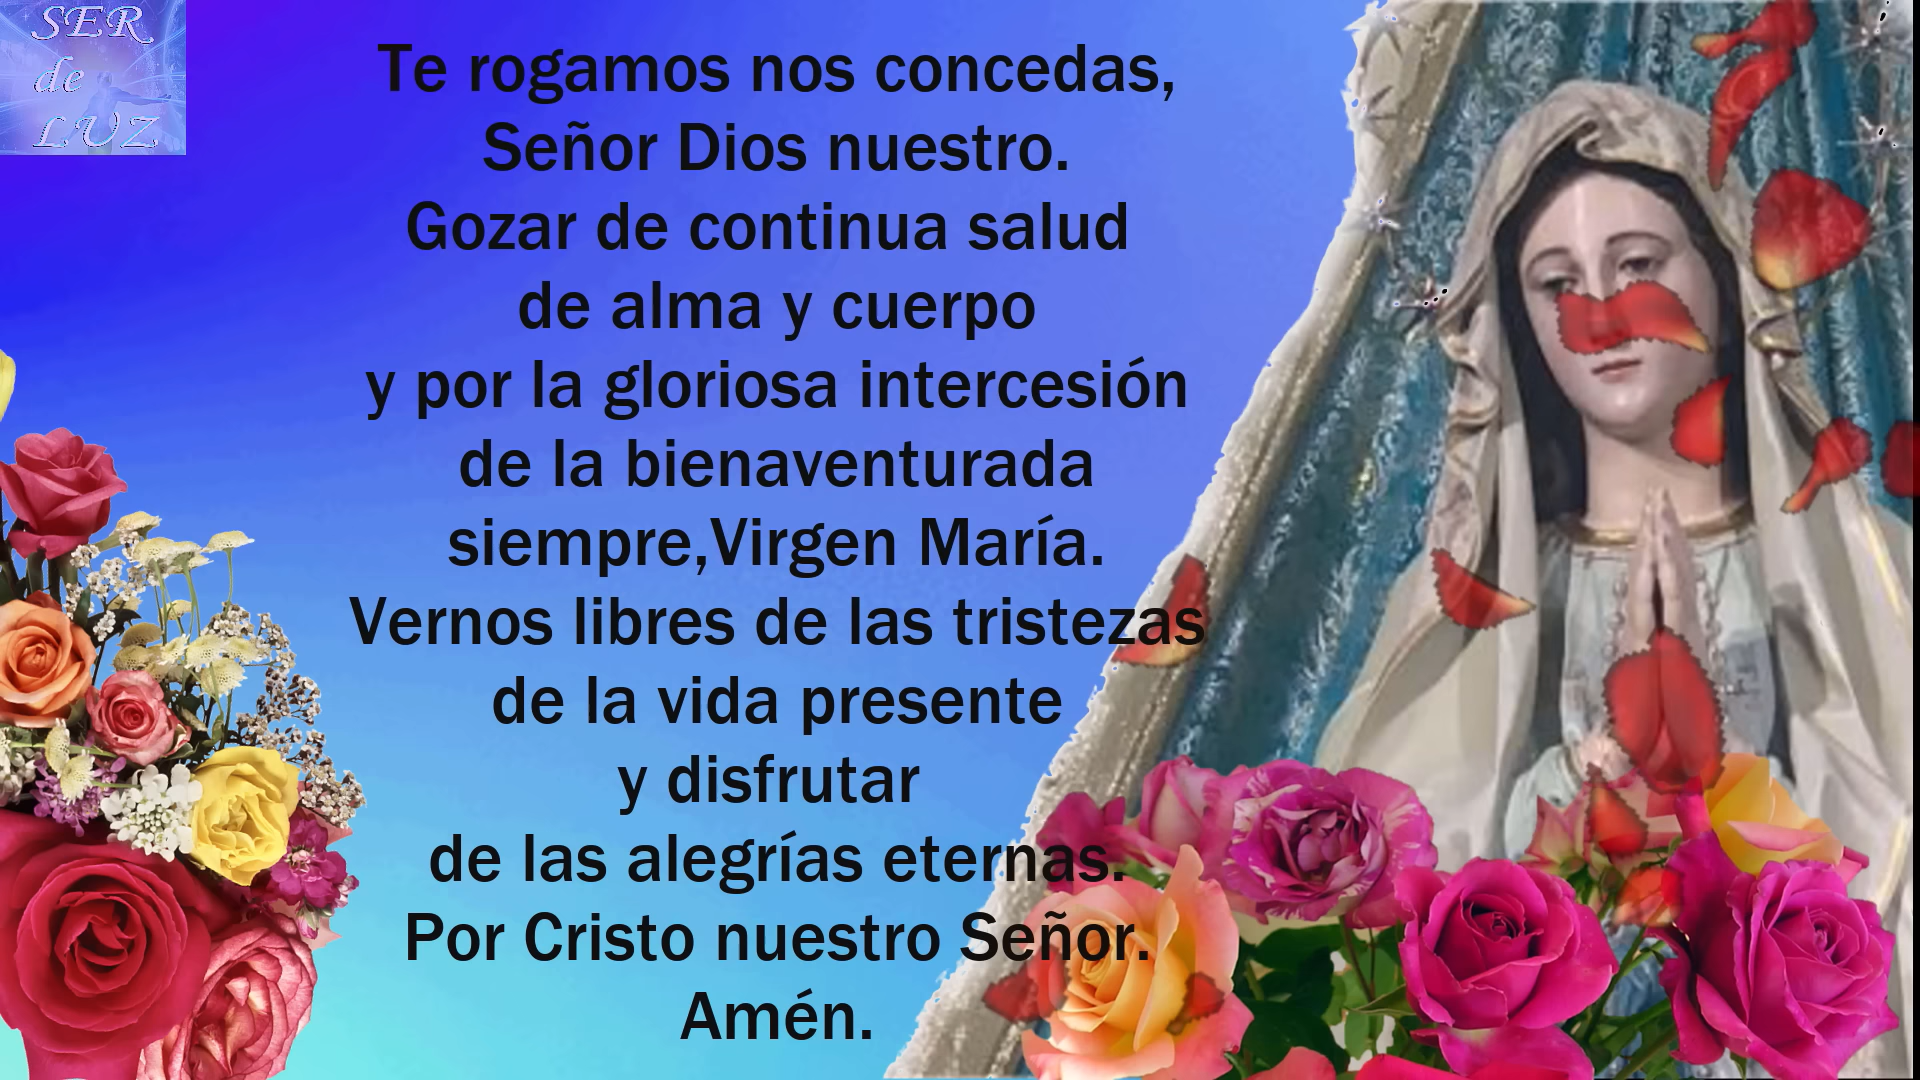 SER
de
LUZ
Te rogamos nos concedas,
Señor Dios nuestro.
Gozar de continua salud
de alma y cuerpo
y por la gloriosa intercesión
de la bienaventurada
siempre,Virgen María.
Vernos libres de las tristezas
de la vida presente
y disfrutar
de las alegrías eternas.
Por Cristo nuestro Señor.
Amén.